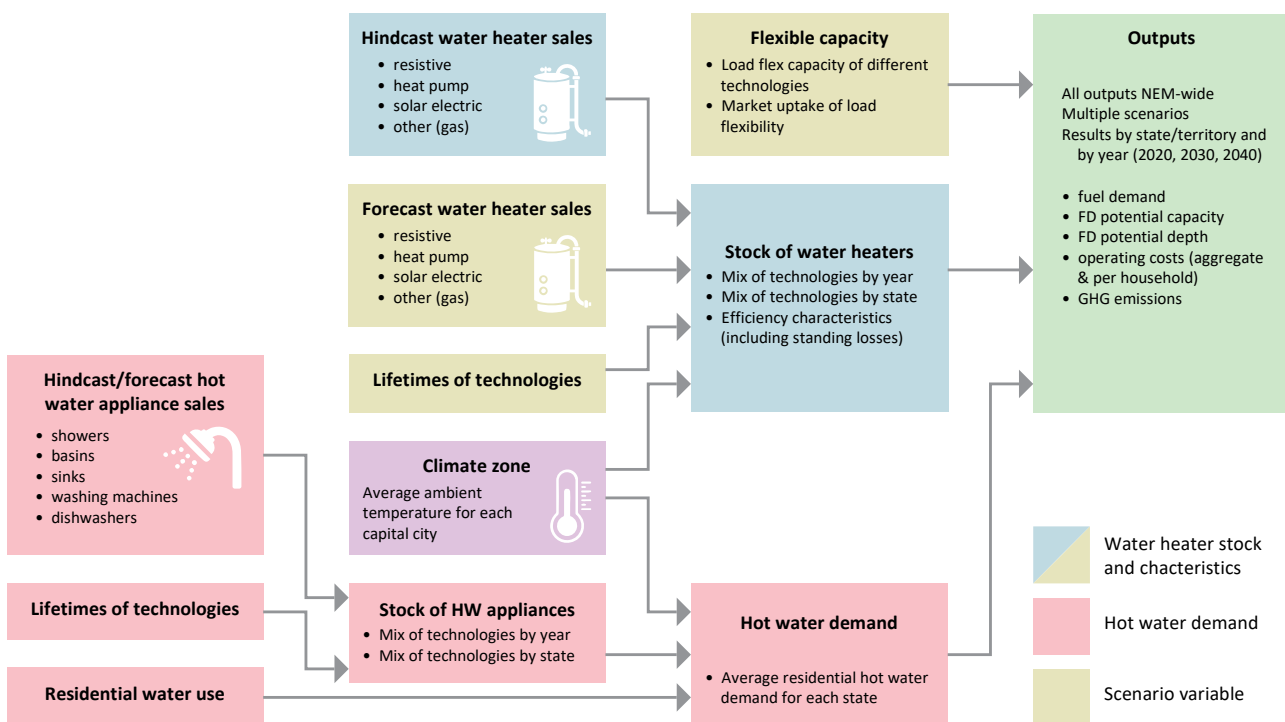 Hindcast water heater sales
• resistive
• heat pump
• solar electric
• other (gas)
Flexible capacity
• Load flex capacity of different
technologies
• Market uptake of load
flexibility
Outputs
All outputs NEM-wide
Multiple scenarios
Results by state/territory and
by year (2020, 2030, 2040)
• fuel demand
• FD potential capacity
• FD potential depth
• operating costs (aggregate
& per household)
• GHG emissions
Forecast water heater sales
• resistive
• heat pump
• solar electric
• other (gas)
Stock of water heaters
• Mix of technologies by year
• Mix of technologies by state
• Efficiency characteristics
(including standing losses)
Lifetimes of technologies
Hindcast/forecast hot
water appliance sales
• showers
• basins
• sinks
• washing machines
• dishwashers
Climate zone
Average ambient
temperature for each
capital city
Lifetimes of technologies
Stock of HW appliances
• Mix of technologies by year
• Mix of technologies by state
Hot water demand
• Average residential hot water
demand for each state
Residential water use
Water heater stock
and chacteristics
Hot water demand
Scenario variable